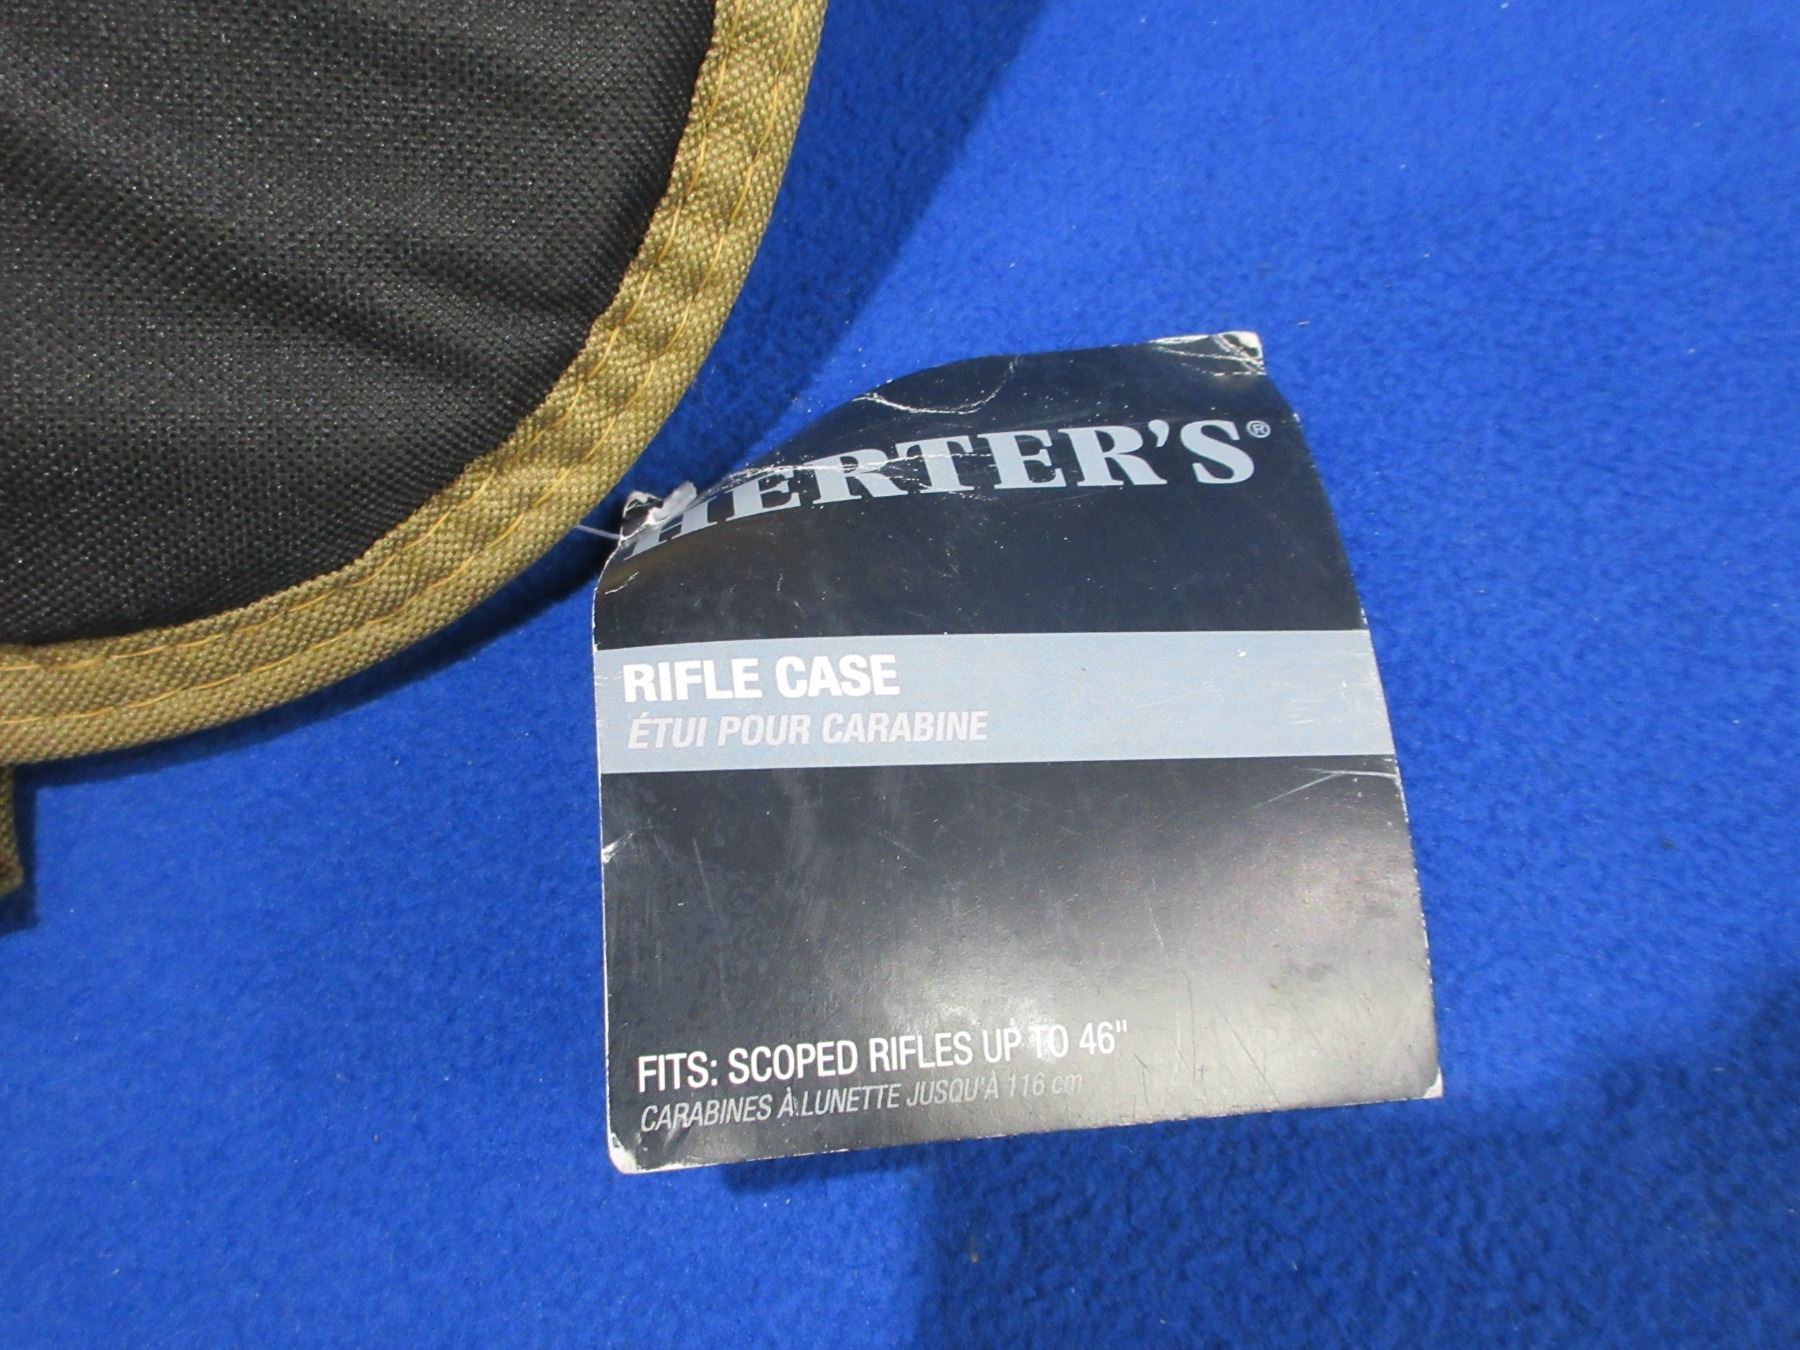 HERTER'S®
RIFLE CASE
ÉTUI POUR CARABINE
FITS: SCOPED RIFLES UP TO 46"
CARABINES À LUNETTE JUSQU'À 116 cm